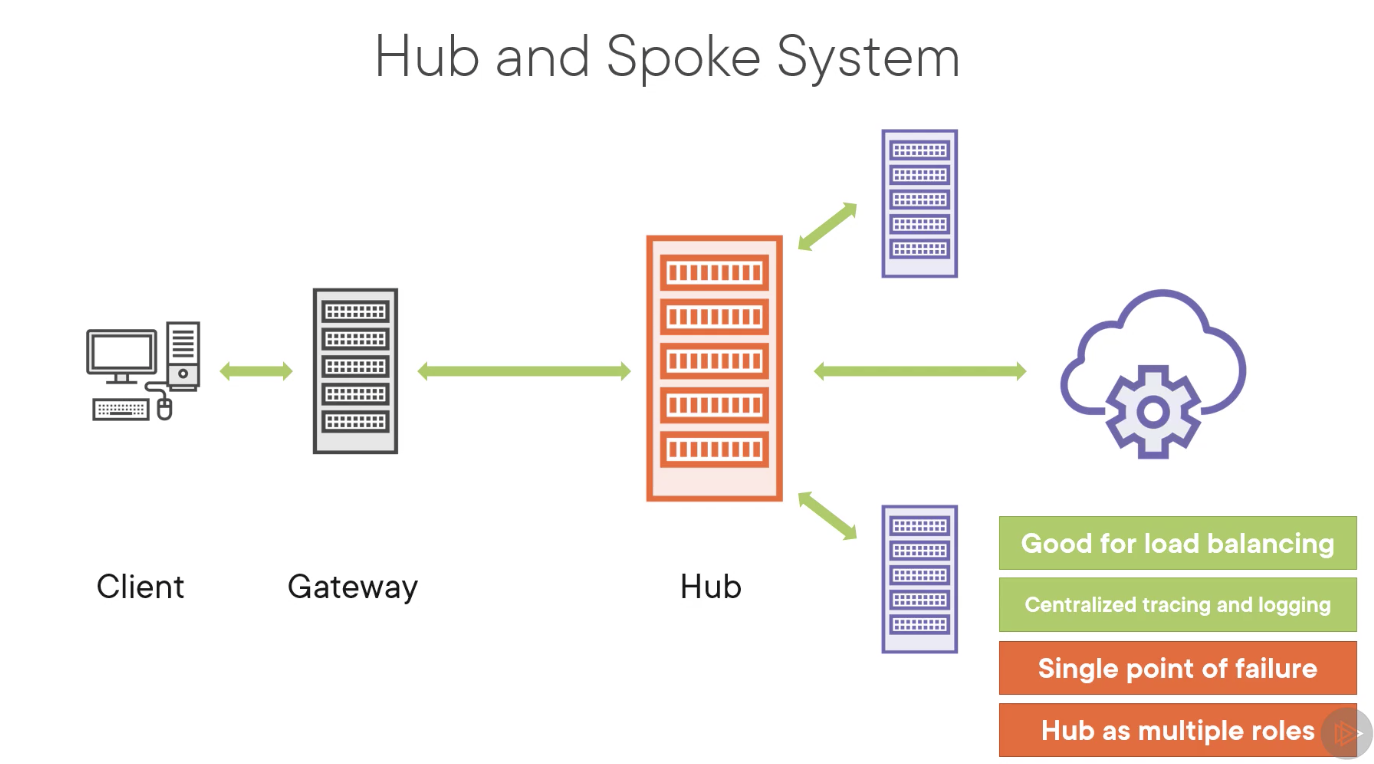 Hub and Spoke System
Client
Gateway
Hub
Good for load balancing
Centralized tracing and logging
Single point of failure
Hub as multiple roles